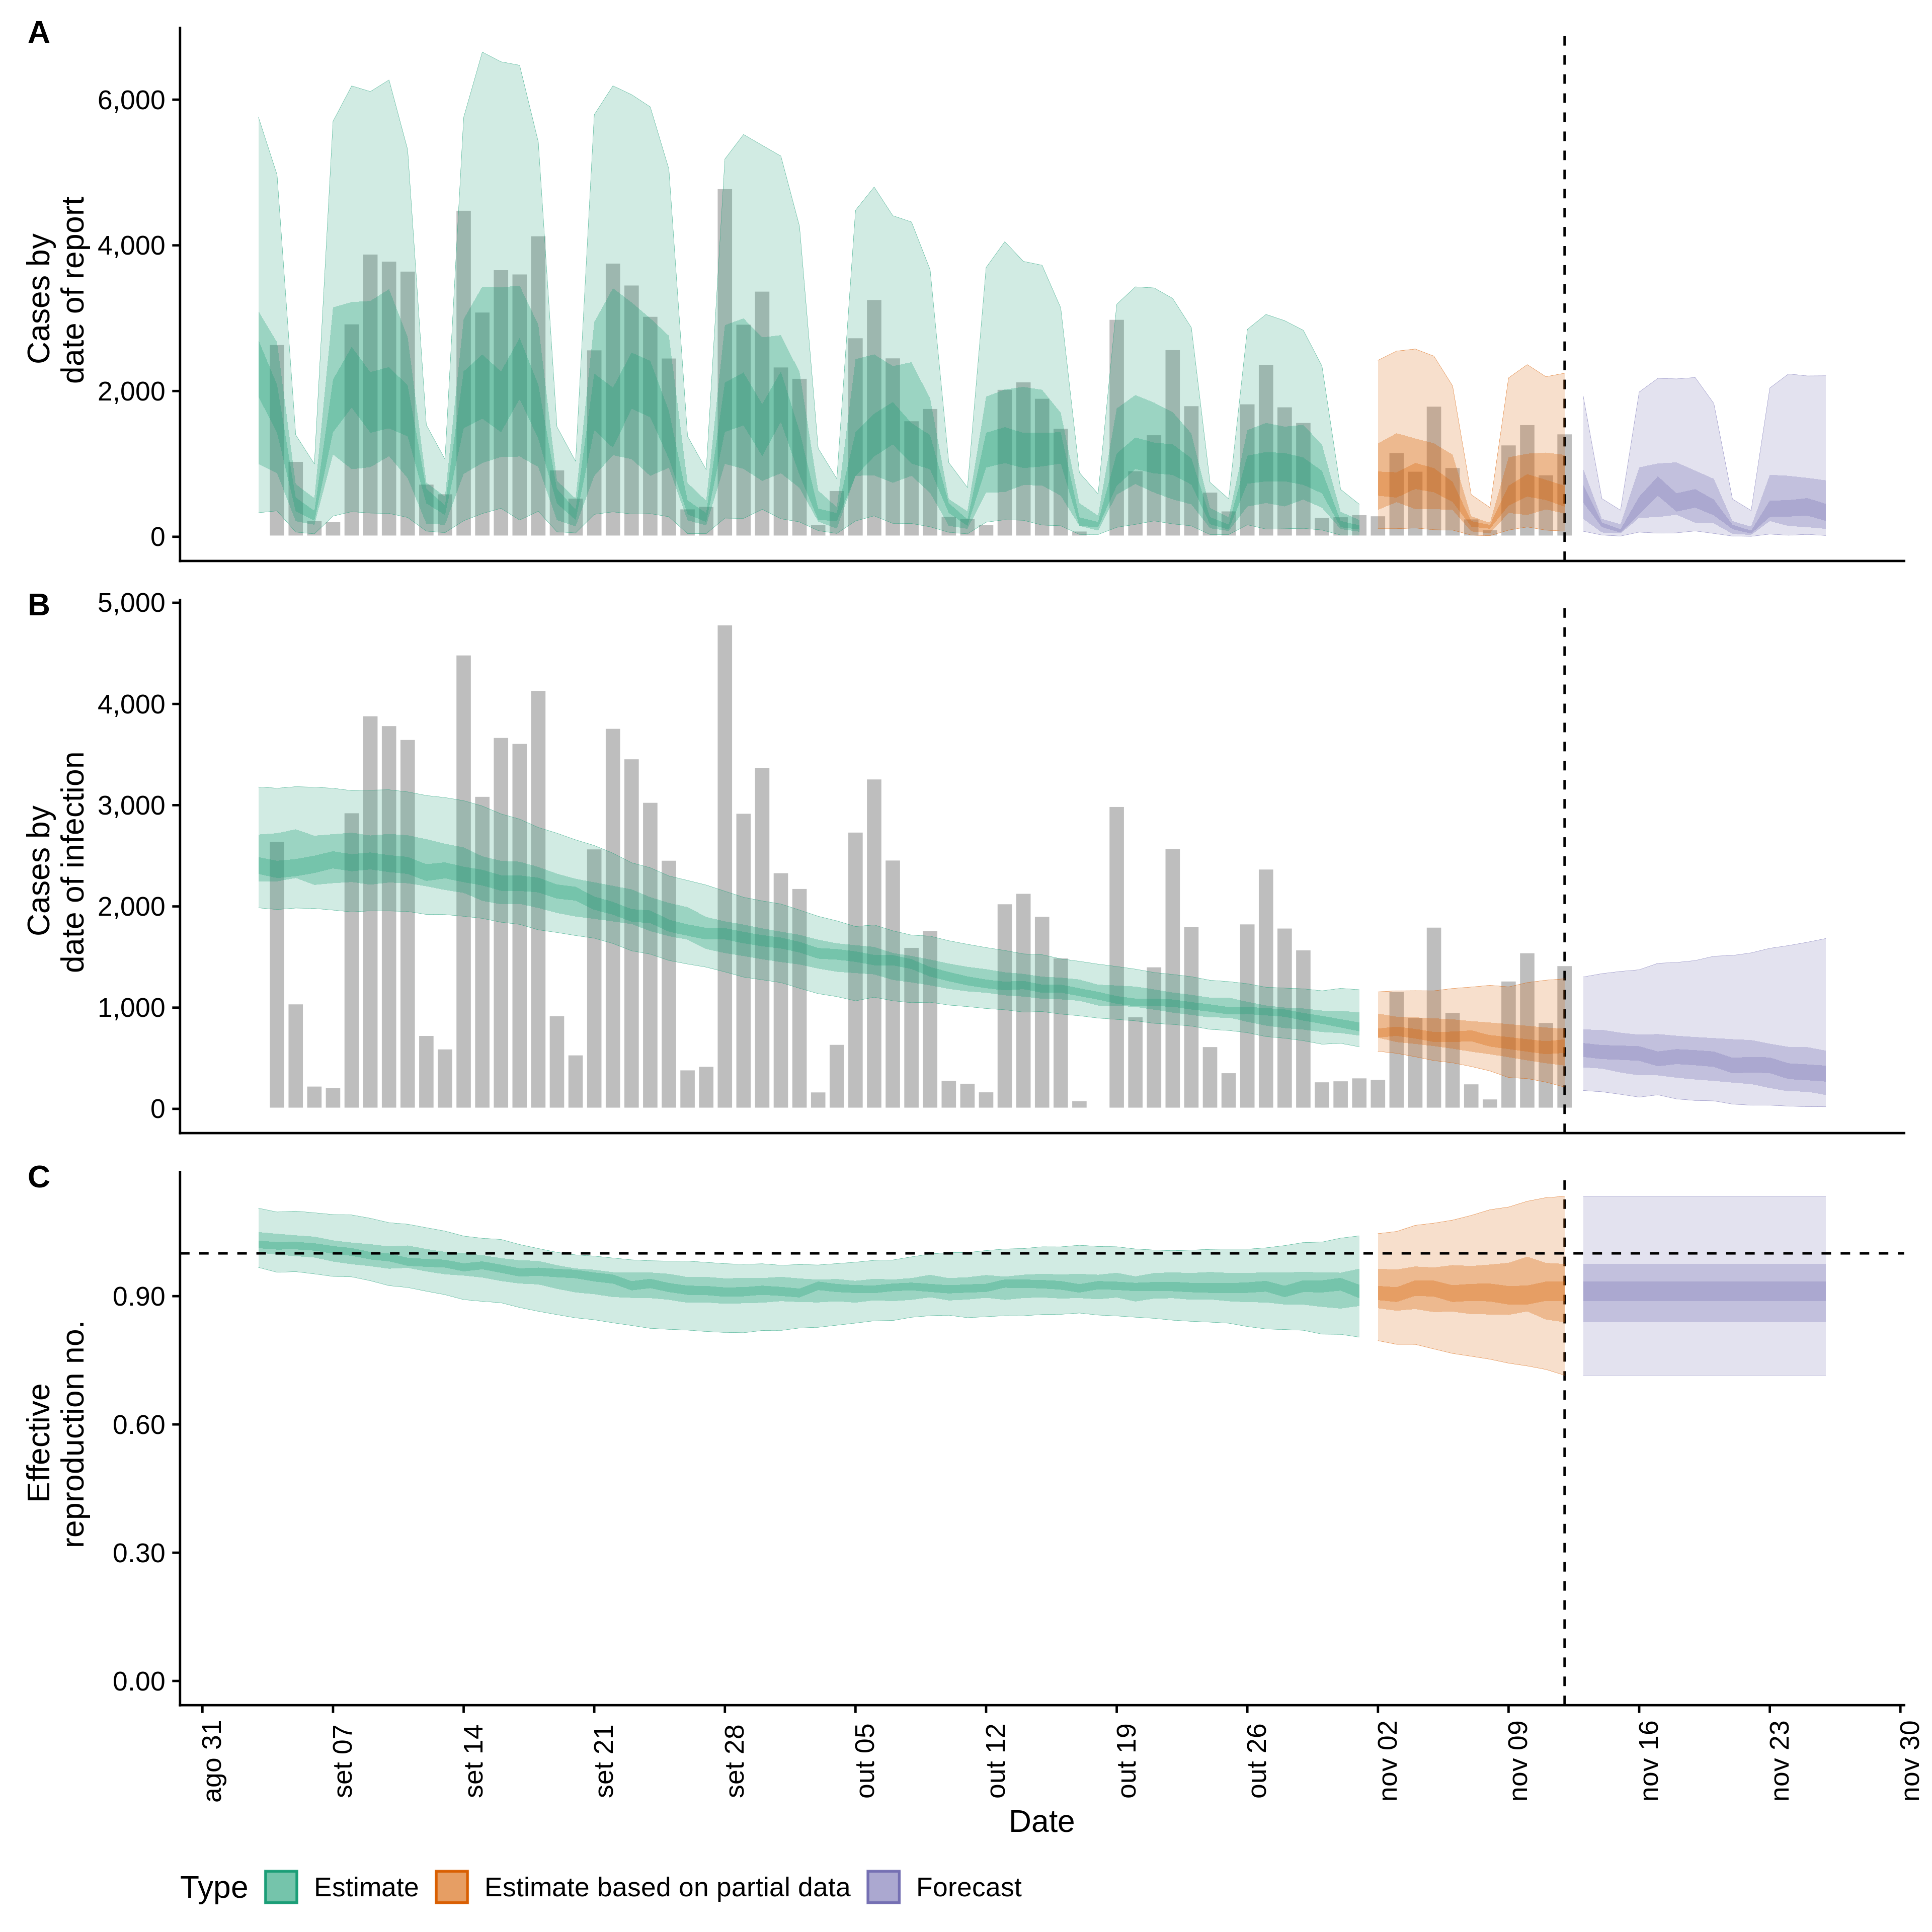 A
Cases by
date of report
6,000
4,000
2,000
0
B
Cases by
date of infection
5,000
4,000
3,000
2,000
1,000
0
C
Effective
reproduction no.
0.90
0.60
0.30
0.00
ago 31
set 07
set 14
set 21
set 28
out 05
out 12
out 19
out 26
nov 02
nov 09
nov 16
nov 23
nov 30
Date
Type
Estimate
Estimate based on partial data
Forecast